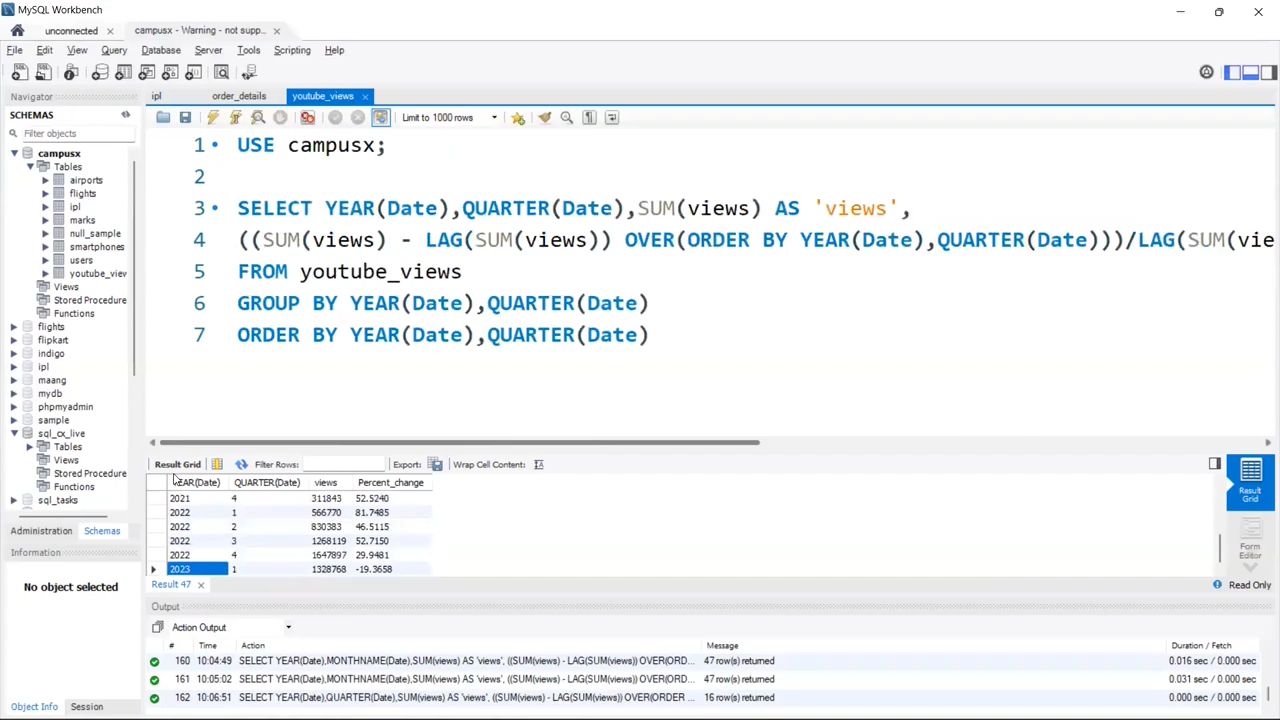 MySQL Workbench
unconnected
campusx - Warning - not supp...
File Edit View Query Database Server Tools Scripting Help
Navigator
SCHEMAS
Filter objects
campusx
Tables
airports
flights
ipl
marks
null_sample
smartphones
users
youtube_view
Views
Stored Procedure
Functions
flights
flipkart
indigo
ipl
maang
mydb
phpmyadmin
sample
sql_cx_live
Tables
Views
Stored Procedure
Functions
sql_tasks
Administration Schemas
Information
No object selected
Object Info Session
ipl order_details youtube_views
Limit to 1000 rows
1 USE campusx;
2
3 SELECT YEAR(Date),QUARTER(Date),SUM(views) AS 'views',
4 ((SUM(views) - LAG(SUM(views)) OVER(ORDER BY YEAR(Date),QUARTER(Date)))/LAG(SUM(vie
5 FROM youtube_views
6 GROUP BY YEAR(Date),QUARTER(Date)
7 ORDER BY YEAR(Date),QUARTER(Date)
Result Grid Filter Rows: Export: Wrap Cell Content:
YEAR(Date) QUARTER(Date) views Percent_change
2021 4 311843 52.5240
2022 1 566770 81.7485
2022 2 830383 46.5115
2022 3 1268119 52.7150
2022 4 1647897 29.9481
2023 1 1328768 -19.3658
Result Grid
Form Editor
Result 47
Read Only
Output
Action Output
# Time Action Message Duration / Fetch
160 10:04:49 SELECT YEAR(Date),MONTHNAME(Date),SUM(views) AS 'views', ((SUM(views) - LAG(SUM(views)) OVER(ORD... 47 row(s) returned 0.016 sec / 0.000 sec
161 10:05:02 SELECT YEAR(Date),MONTHNAME(Date),SUM(views) AS 'views', ((SUM(views) - LAG(SUM(views)) OVER(ORD... 47 row(s) returned 0.031 sec / 0.000 sec
162 10:06:51 SELECT YEAR(Date),QUARTER(Date),SUM(views) AS 'views', ((SUM(views) - LAG(SUM(views)) OVER(ORDER ... 16 row(s) returned 0.000 sec / 0.000 sec